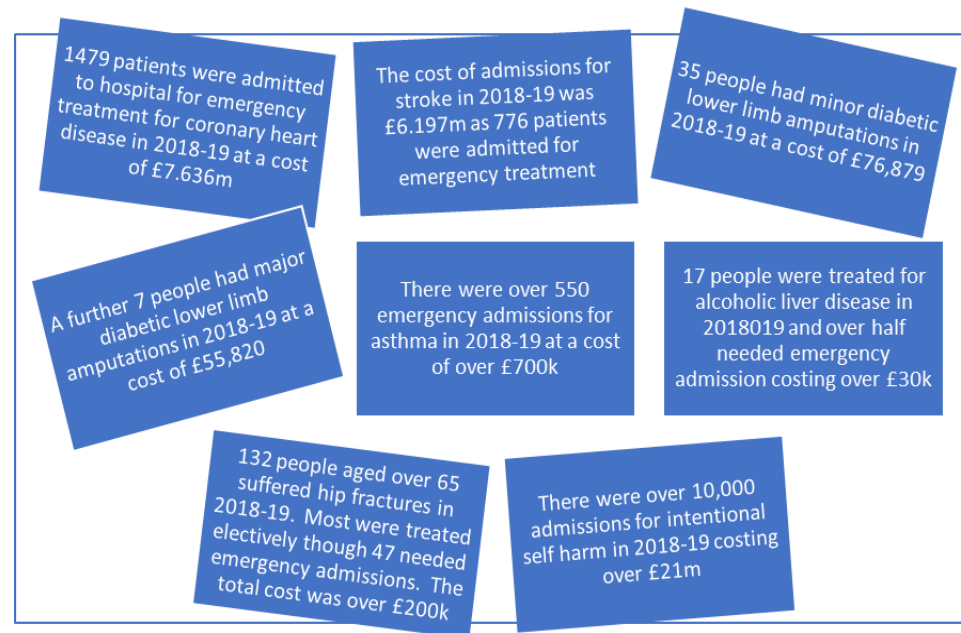 1479 patients were admitted
to hospital for emergency
treatment for coronary heart
disease in 2018-19 at a cost
of £7.636m
The cost of admissions for
stroke in 2018-19 was
£6.197m as 776 patients
were admitted for
emergency treatment
35 people had minor diabetic
lower limb amputations in
2018-19 at a cost of £76,879
A further 7 people had major
diabetic lower limb
amputations in 2018-19 at a
cost of £55,820
There were over 550
emergency admissions for
asthma in 2018-19 at a cost
of over £700k
17 people were treated for
alcoholic liver disease in
2018019 and over half
needed emergency
admission costing over £30k
132 people aged over 65
suffered hip fractures in
2018-19.  Most were treated
electively though 47 needed
emergency admissions.  The
total cost was over £200k
There were over 10,000
admissions for intentional
self harm in 2018-19 costing
over £21m